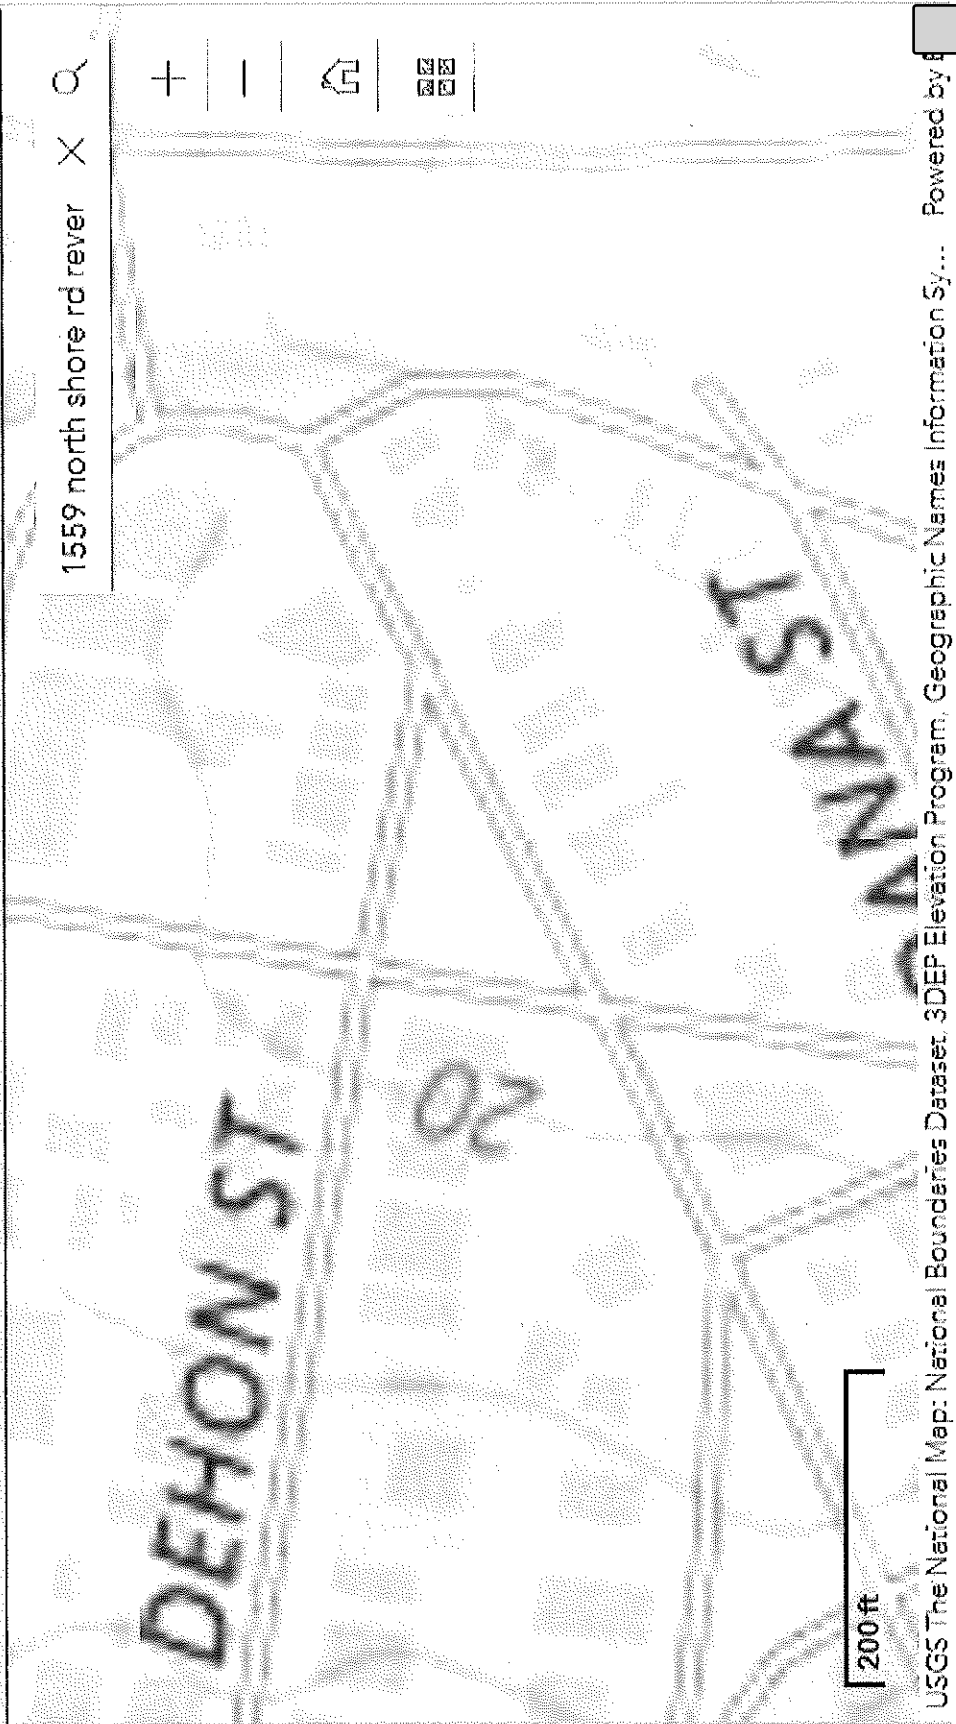 1559 north shore rd rever
DEHON ST
20
ST
200 ft
USGS The National Map: National Boundaries Dataset, 3DEP Elevation Program, Geographic Names Information Sy... Powered by